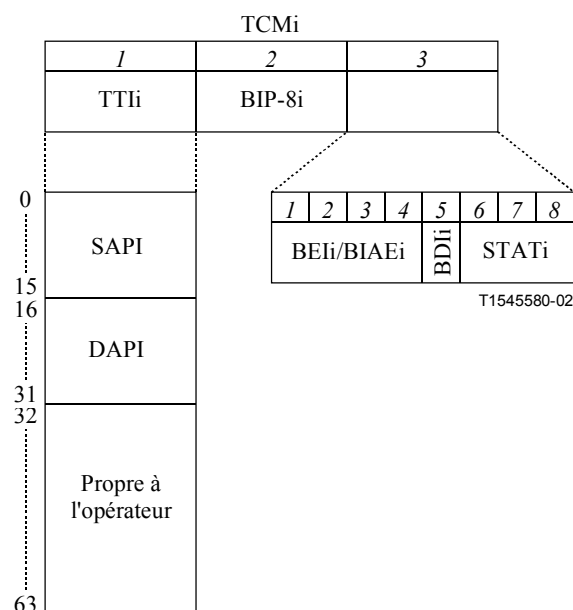 TCMi
1 2 3
TTIi BIP-8i
0
1 2 3 4 5 6 7 8
SAPI
BEIi/BIAEi BDIi STATi
15
T1545580-02
16
DAPI
31
32
Propre à
l'opérateur
63